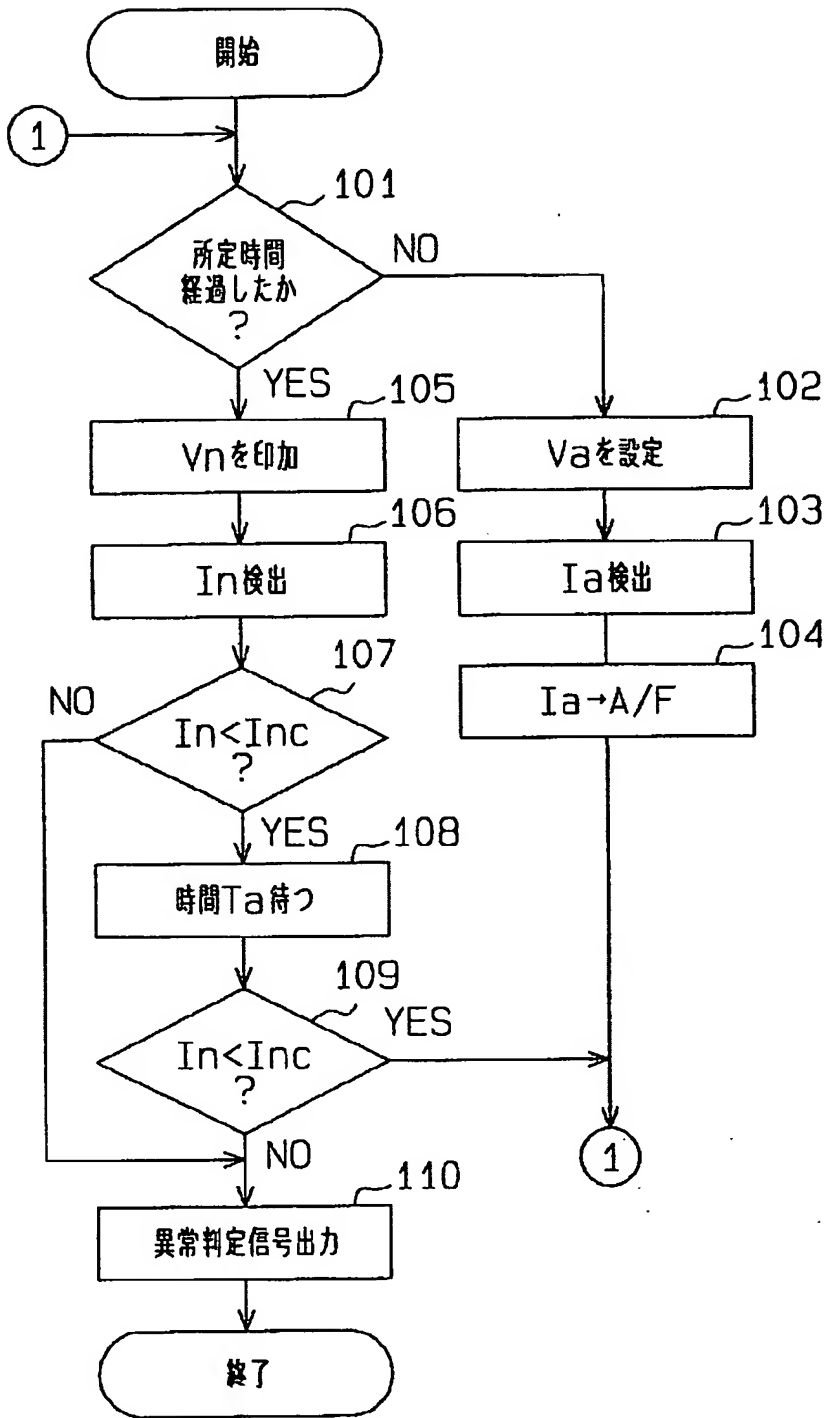 開始
1
101
所定時間
経過したか
?
NO
YES
105
Vnを印加
102
Vaを設定
106
In検出
103
Ia検出
104
Ia→A/F
107
In<Inc
?
NO
YES
108
時間Ta待つ
109
In<Inc
?
YES
NO
1
110
異常判定信号出力
終了